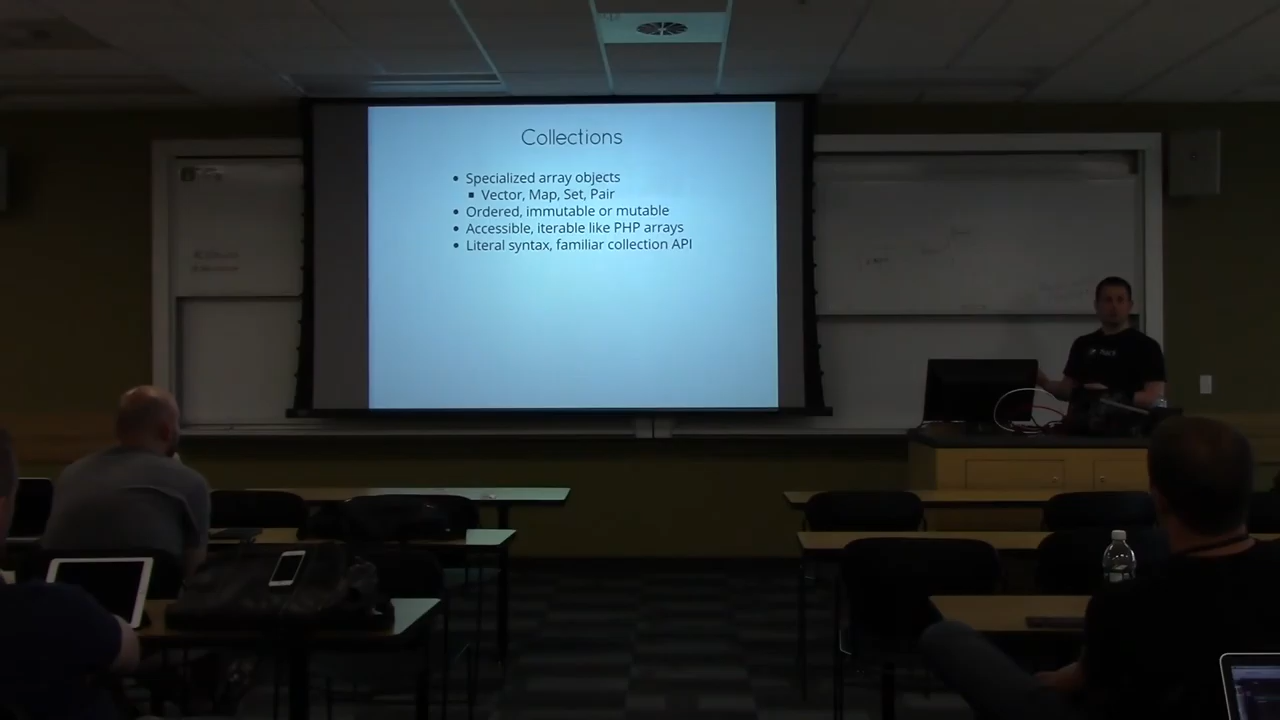 Collections
• Specialized array objects
▪ Vector, Map, Set, Pair
• Ordered, immutable or mutable
• Accessible, iterable like PHP arrays
• Literal syntax, familiar collection API